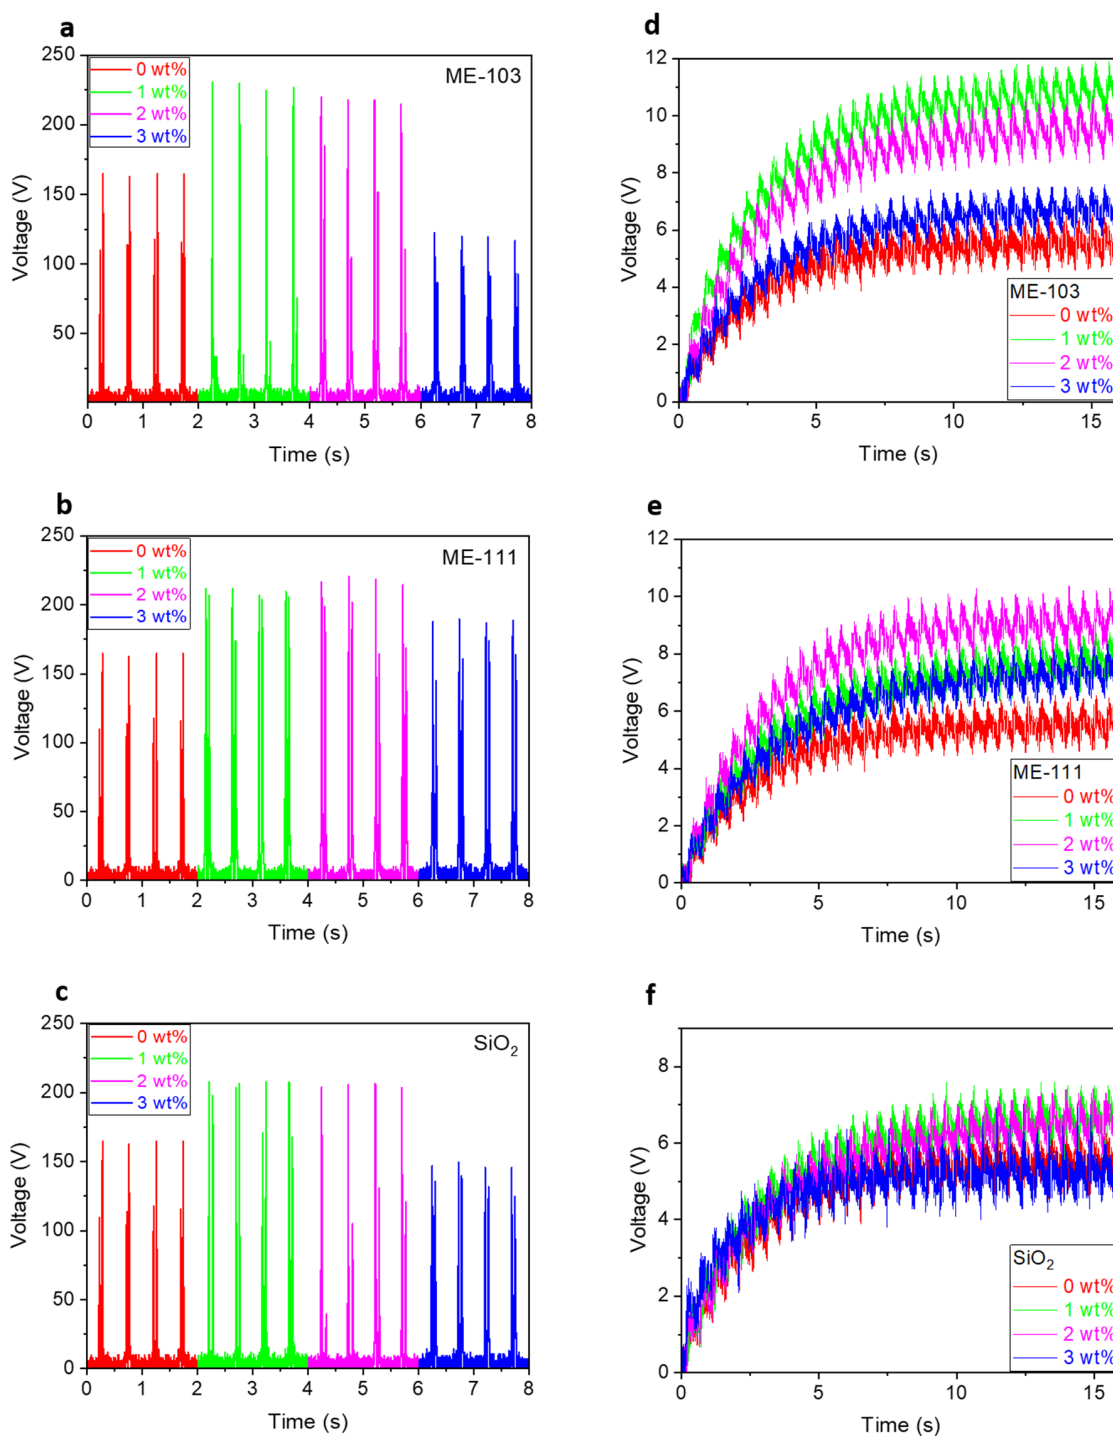 a
250
200
150
100
50
0 wt%
1 wt%
2 wt%
3 wt%
ME-103
Voltage (V)
0 1 2 3 4 5 6 7 8
Time (s)
d
12
10
8
6
4
2
0
Voltage (V)
ME-103
0 wt%
1 wt%
2 wt%
3 wt%
0 5 10 15
Time (s)
b
250
200
150
100
50
0
0 wt%
1 wt%
2 wt%
3 wt%
ME-111
Voltage (V)
0 1 2 3 4 5 6 7 8
Time (s)
e
12
10
8
6
4
2
0
Voltage (V)
ME-111
0 wt%
1 wt%
2 wt%
3 wt%
0 5 10 15
Time (s)
c
250
200
150
100
50
0
0 wt%
1 wt%
2 wt%
3 wt%
SiO₂
Voltage (V)
0 1 2 3 4 5 6 7 8
Time (s)
f
8
6
4
2
0
Voltage (V)
SiO₂
0 wt%
1 wt%
2 wt%
3 wt%
0 5 10 15
Time (s)